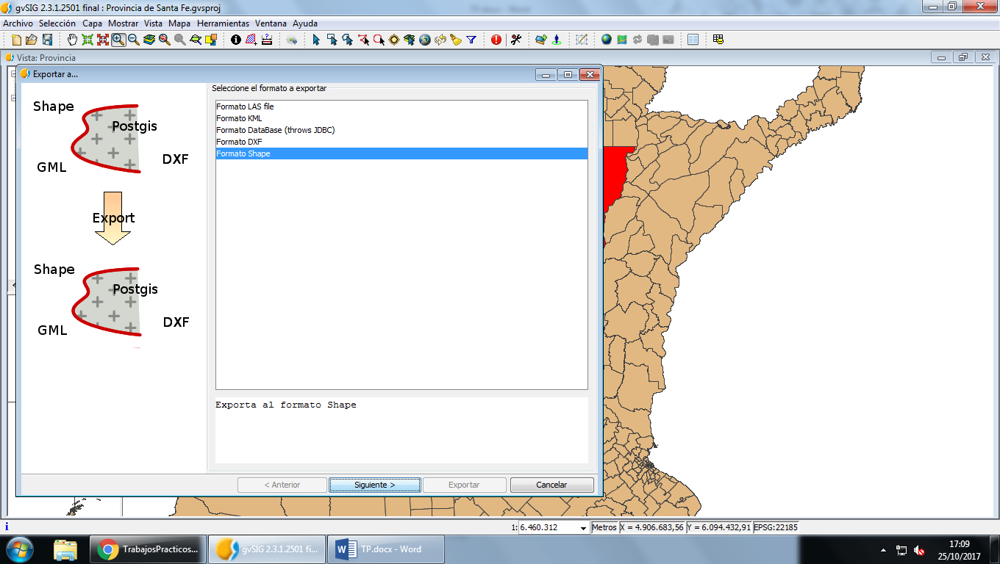 gvSIG 2.3.1.2501 final : Provincia de Santa Fe.gvsproj
Archivo Selección Capa Mostrar Vista Mapa Herramientas Ventana Ayuda
Vista: Provincia
Exportar a...
Seleccione el formato a exportar
Formato LAS file
Formato KML
Formato DataBase (throws JDBC)
Formato DXF
Formato Shape
Shape
Postgis
GML
DXF
Export
Shape
Postgis
GML
DXF
Exporta al formato Shape
< Anterior
Siguiente >
Exportar
Cancelar
1: 6.460.312
Metros
X = 4.906.683,56
Y = 6.094.432,91
EPSG:22185
TrabajosPracticos...
gvSIG 2.3.1.2501 fi...
TP.docx - Word
17:09
25/10/2017